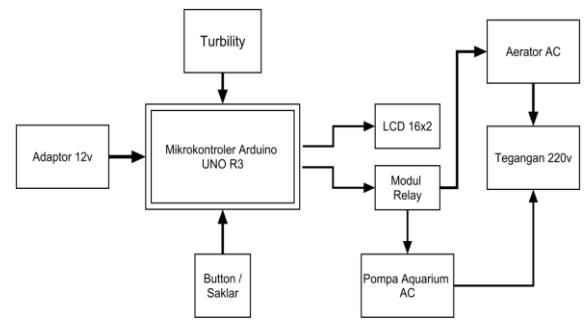 Turbility
Aerator AC
Mikrokontroler Arduino
UNO R3
LCD 16x2
Adaptor 12v
Tegangan 220v
Modul
Relay
Button /
Saklar
Pompa Aquarium
AC